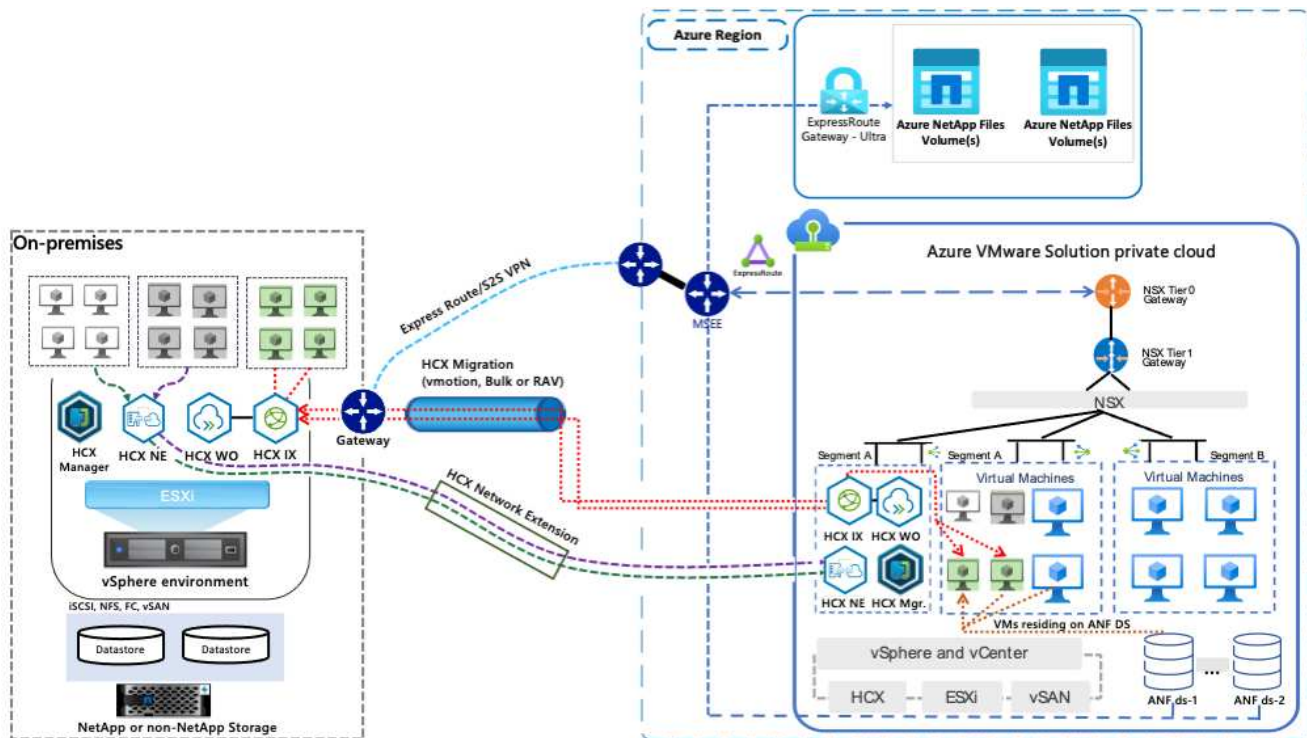 Azure Region
ExpressRoute
Gateway - Ultra
Azure NetApp Files
Volume(s)
Azure NetApp Files
Volume(s)
On-premises
Express Route/S2S VPN
HCX Migration
(vmotion, Bulk or RAV)
Gateway
HCX
Manager
HCX NE
HCX WO
HCX IX
ESXi
vSphere environment
iSCSI, NFS, FC, vSAN
Datastore
Datastore
NetApp or non-NetApp Storage
HCX Network Extension
MSEE
ExpressRoute
Azure VMware Solution private cloud
NSX Tier0
Gateway
NSX Tier1
Gateway
NSX
Segment A
Segment A
Segment B
Virtual Machines
Virtual Machines
HCX IX
HCX WO
HCX NE
HCX Mgr.
VMs residing on ANF DS
vSphere and vCenter
HCX
ESXi
vSAN
...
ANF ds-1
ANF ds-2